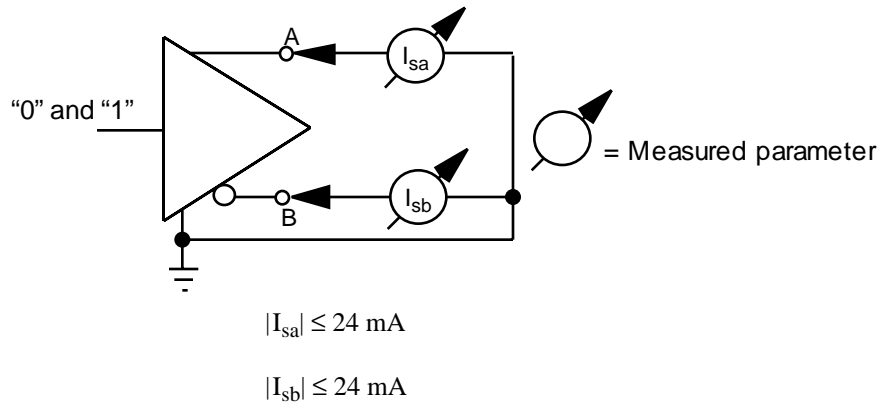 A
I_sa
“0” and “1”
= Measured parameter
I_sb
B
|I_sa| ≤ 24 mA
|I_sb| ≤ 24 mA